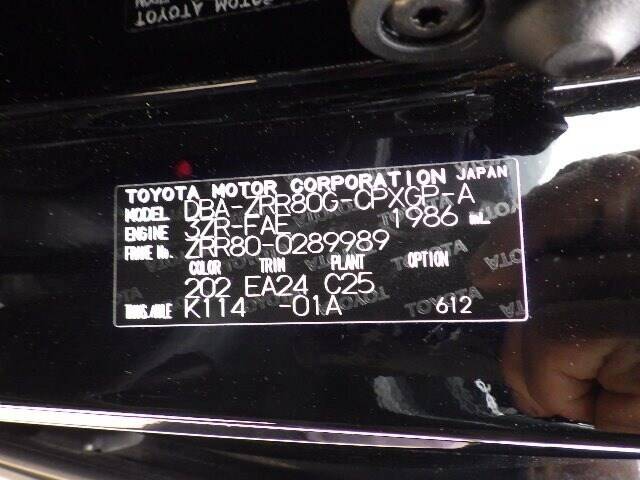 TOYOTA MOTOR CORPORATION JAPAN
MODEL DBA-ZRR80G-CPXGP-A
ENGINE 3ZR-FAE 1986 mL
FRAME No. ZRR80-0289989
COLOR TRIM PLANT OPTION
202 EA24 C25
TRANS./AXLE K114 -01A 612